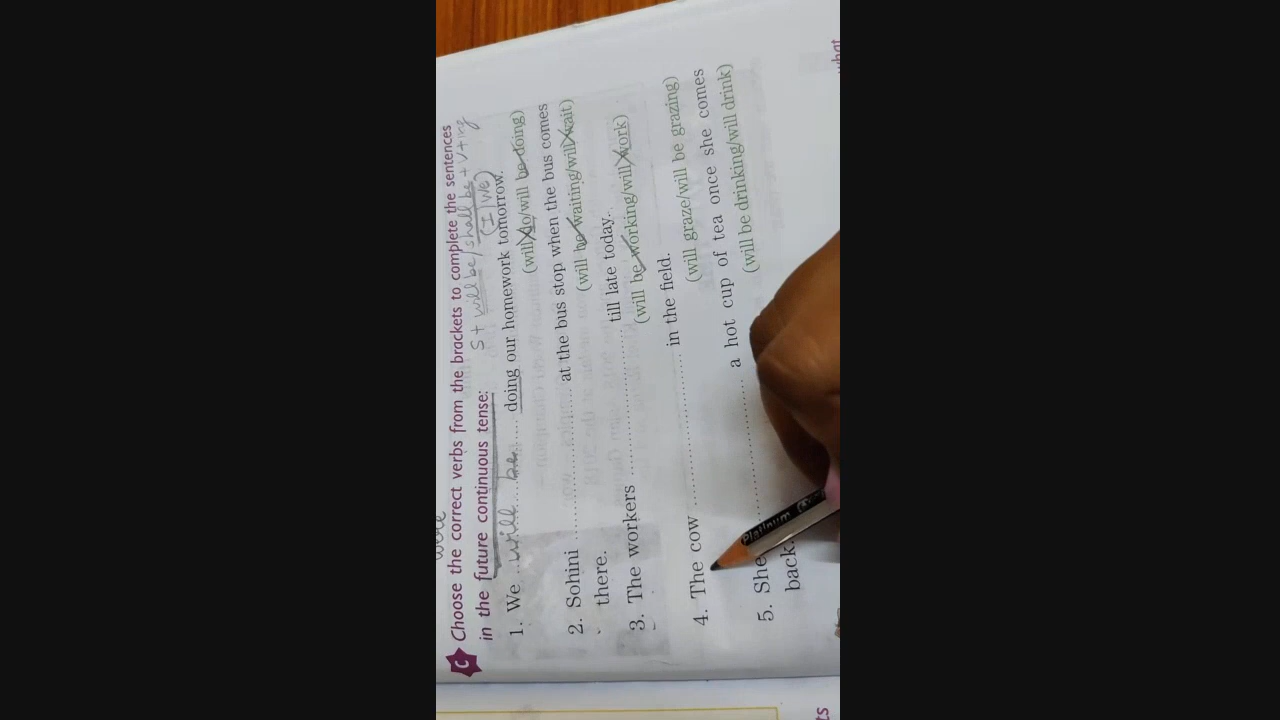 were
C Choose the correct verbs from the brackets to complete the sentences
in the future continuous tense:
S + will be / shall be + V+ing
(I / We)
1. We ...will be... doing our homework tomorrow.
(will do/will be doing)
2. Sohini .................... at the bus stop when the bus comes
there.
(will be waiting/will wait)
3. The workers .................... till late today.
(will be working/will work)
4. The cow .................... in the field.
(will graze/will be grazing)
5. She .................... a hot cup of tea once she comes
back.
(will be drinking/will drink)
Platinum
what
ts